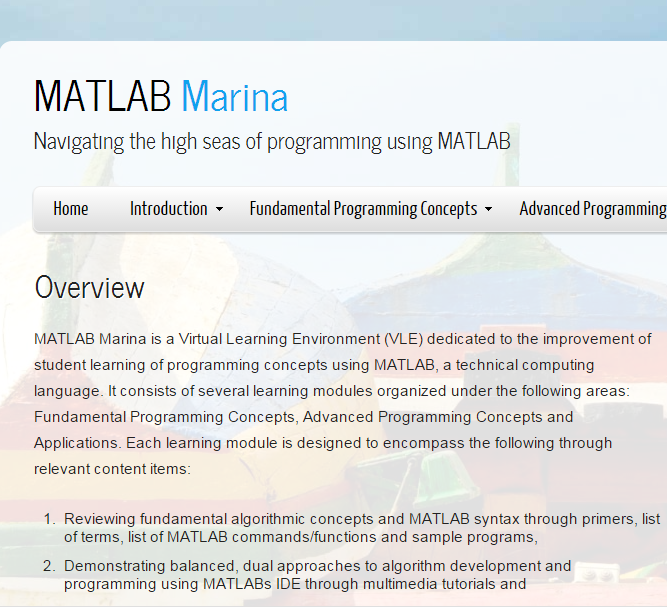 MATLAB Marina
Navigating the high seas of programming using MATLAB
Home Introduction Fundamental Programming Concepts Advanced Programming
Overview
MATLAB Marina is a Virtual Learning Environment (VLE) dedicated to the improvement of
student learning of programming concepts using MATLAB, a technical computing
language. It consists of several learning modules organized under the following areas:
Fundamental Programming Concepts, Advanced Programming Concepts and
Applications. Each learning module is designed to encompass the following through
relevant content items:
1. Reviewing fundamental algorithmic concepts and MATLAB syntax through primers, list
of terms, list of MATLAB commands/functions and sample programs,
2. Demonstrating balanced, dual approaches to algorithm development and
programming using MATLABs IDE through multimedia tutorials and